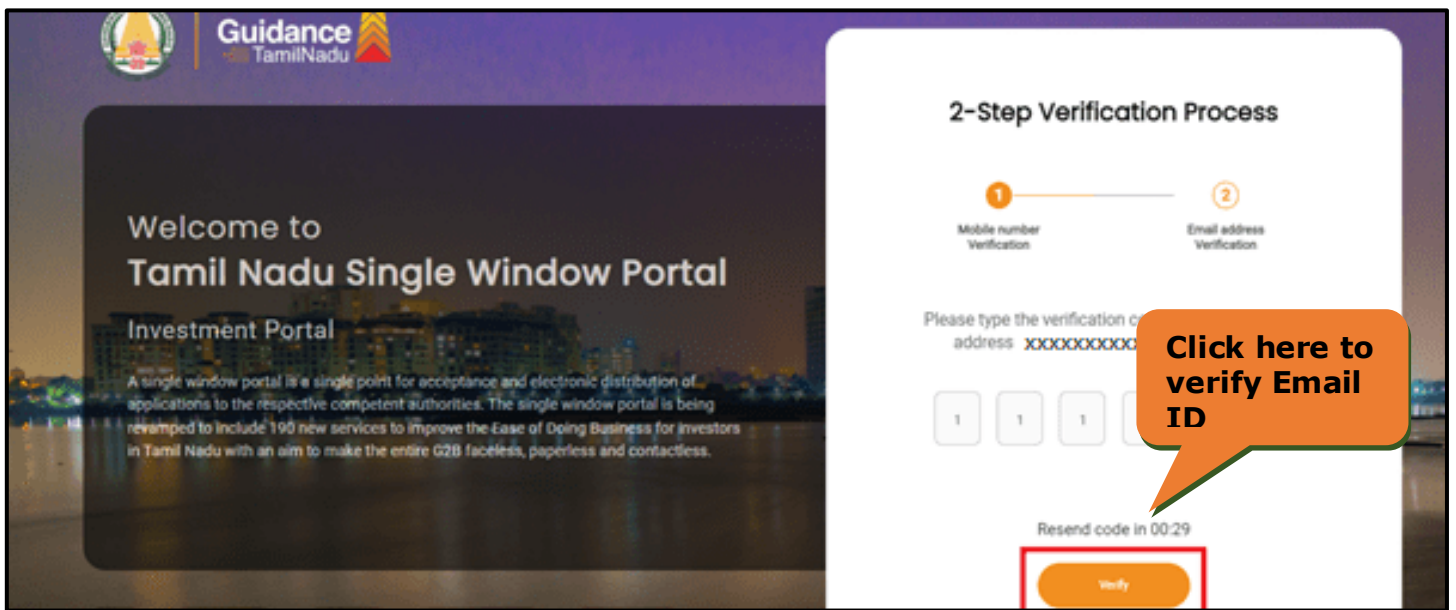 Guidance
TamilNadu
Welcome to
Tamil Nadu Single Window Portal
Investment Portal
A single window portal is a single point for acceptance and electronic distribution of
applications to the respective competent authorities. The single window portal is being
revamped to include 190 new services to improve the Ease of Doing Business for investors
in Tamil Nadu with an aim to make the entire G2B faceless, paperless and contactless.
2-Step Verification Process
1
2
Mobile number
Verification
Email address
Verification
Please type the verification
address xxxxxxxxxx
1 1 1
Click here to
verify Email
ID
Resend code in 00:29
Verify